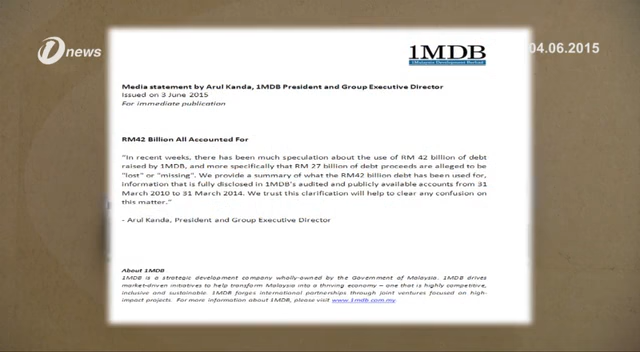 news
04.06.2015
1MDB
1Malaysia Development Berhad
Media statement by Arul Kanda, 1MDB President and Group Executive Director
Issued on 3 June 2015
For immediate publication
RM42 Billion All Accounted For
"In recent weeks, there has been much speculation about the use of RM 42 billion of debt
raised by 1MDB, and more specifically that RM 27 billion of debt proceeds are alleged to be
"lost" or "missing". We provide a summary of what the RM42 billion debt has been used for,
information that is fully disclosed in 1MDB's audited and publicly available accounts from 31
March 2010 to 31 March 2014. We trust this clarification will help to clear any confusion on
this matter."
- Arul Kanda, President and Group Executive Director
About 1MDB
1MDB is a strategic development company wholly-owned by the Government of Malaysia. 1MDB drives
market-driven initiatives to help transform Malaysia into a thriving economy – one that is highly competitive,
inclusive and sustainable. 1MDB forges international partnerships through joint ventures focused on high-
impact projects. For more information about 1MDB, please visit www.1mdb.com.my.